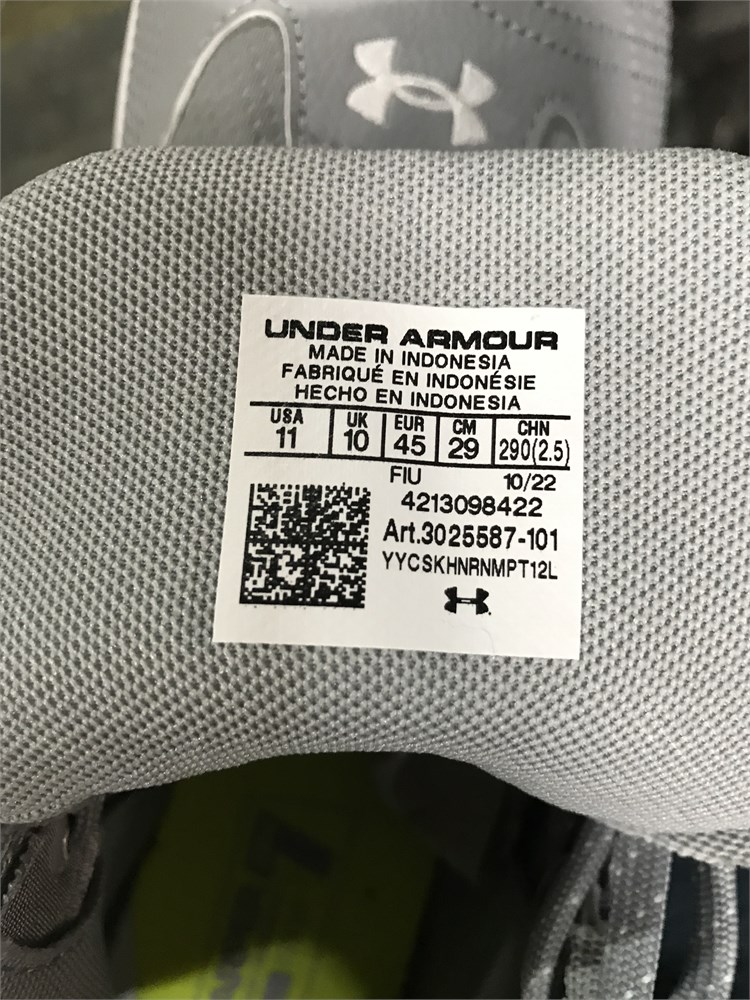 UNDER ARMOUR
MADE IN INDONESIA
FABRIQUÉ EN INDONÉSIE
HECHO EN INDONESIA
USA UK EUR CM CHN
11 10 45 29 290(2.5)
FIU 10/22
4213098422
Art.3025587-101
YYCSKHNRNMPT12L